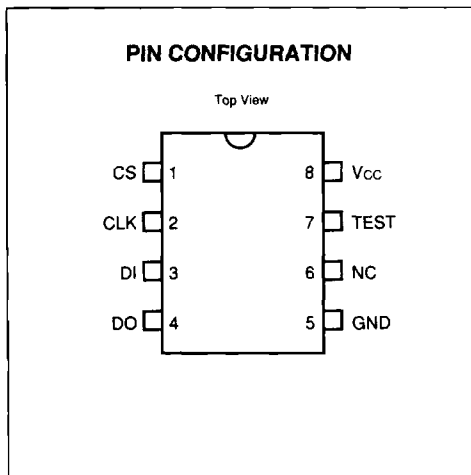 PIN CONFIGURATION
Top View
CS 1 8 Vcc
CLK 2 7 TEST
DI 3 6 NC
DO 4 5 GND